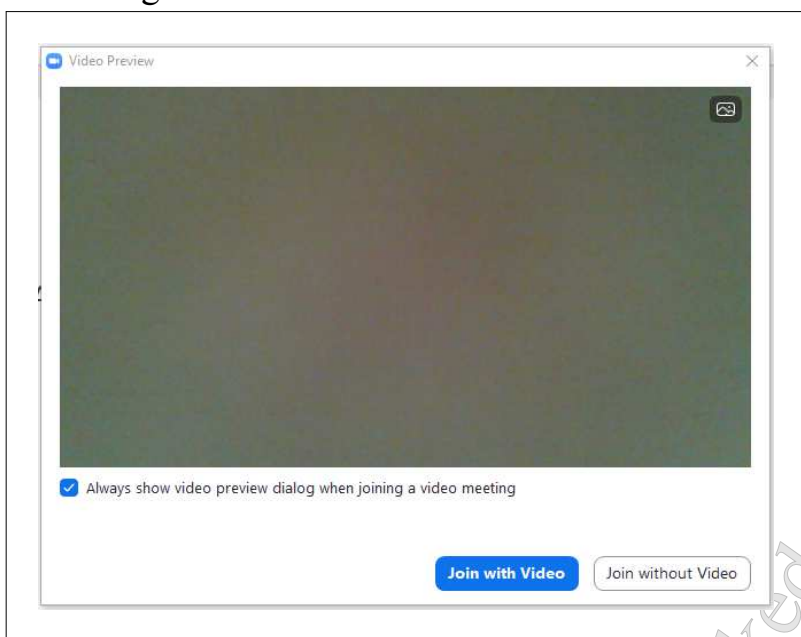 Video Preview
Always show video preview dialog when joining a video meeting
Join with Video
Join without Video